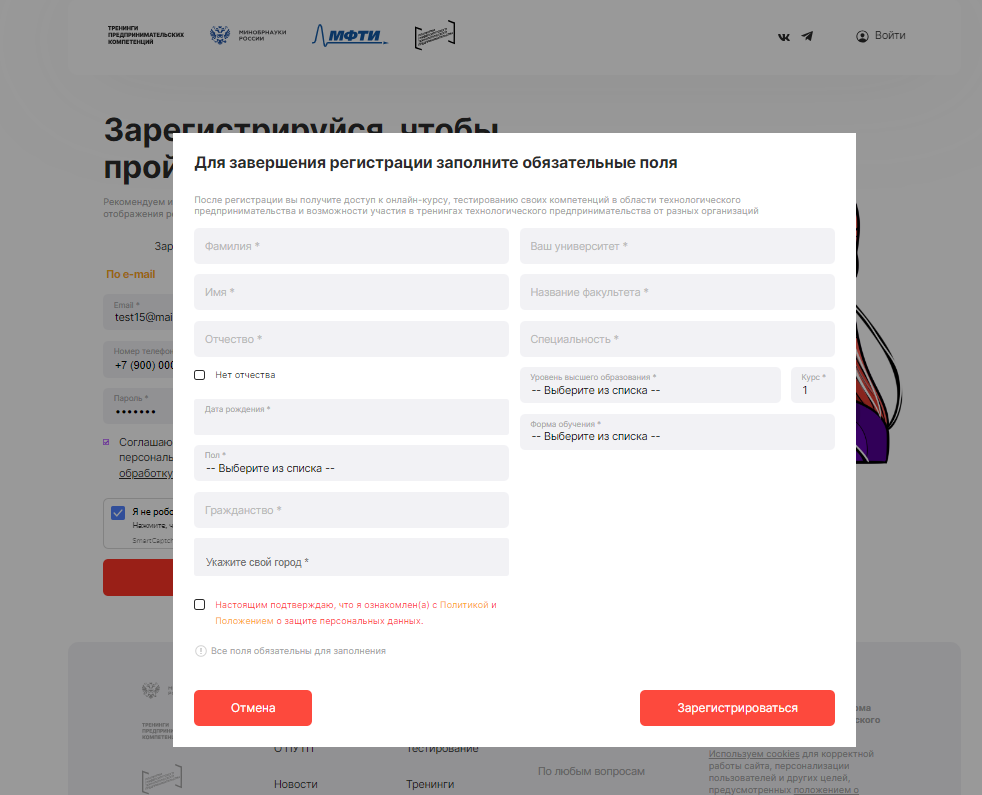 ТРЕНИНГИ
ПРЕДПРИНИМАТЕЛЬСКИХ
КОМПЕТЕНЦИЙ
МИНОБРНАУКИ
РОССИИ
МФТИ
Войти
Зарегистрируйся, чтобы
прой
Рекомендуем и
отображения ре
Зар
По e-mail
Email *
test15@mai
Номер телефон
+7 (900) 000
Пароль *
Соглашаю
персональ
обработку
Я не робо
Нажмите, ч
SmartCaptch
Для завершения регистрации заполните обязательные поля
После регистрации вы получите доступ к онлайн-курсу, тестированию своих компетенций в области технологического
предпринимательства и возможности участия в тренингах технологического предпринимательства от разных организаций
Фамилия *
Имя *
Отчество *
Нет отчества
Дата рождения *
Пол *
-- Выберите из списка --
Гражданство *
Укажите свой город *
Ваш университет *
Название факультета *
Специальность *
Уровень высшего образования *
-- Выберите из списка --
Курс *
1
Форма обучения *
-- Выберите из списка --
Настоящим подтверждаю, что я ознакомлен(а) с Политикой и
Положением о защите персональных данных.
Все поля обязательны для заполнения
Отмена
Зарегистрироваться
ТРЕНИНГИ
ПРЕДПРИН
КОМПЕТЕН
О ПУТП
Новости
Тестирование
Тренинги
По любым вопросам
ома
ского
Используем cookies для корректной
работы сайта, персонализации
пользователей и других целей,
предусмотренных положением о